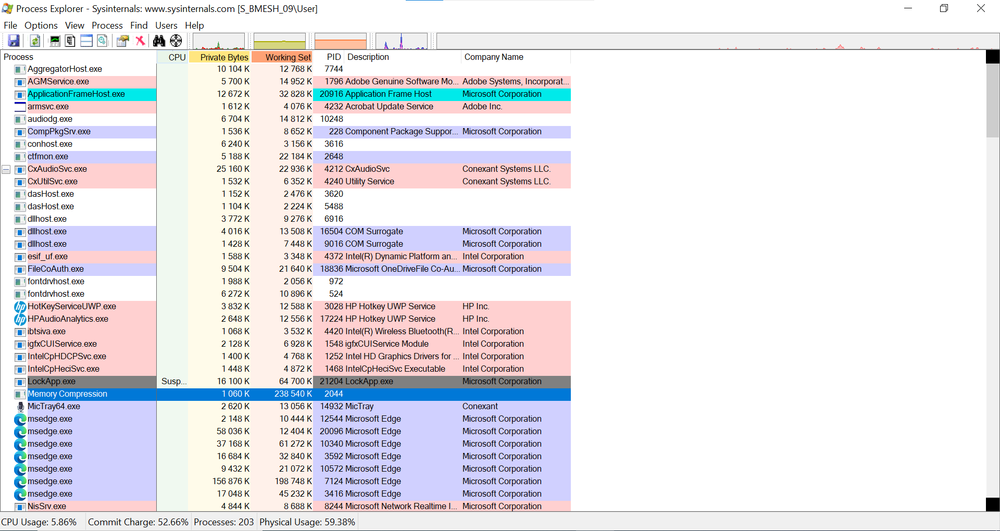 Process Explorer - Sysinternals: www.sysinternals.com [S_BMESH_09\User]
File Options View Process Find Users Help
Process CPU Private Bytes Working Set PID Description Company Name
AggregatorHost.exe 10 104 K 12 768 K 7744
AGMService.exe 5 700 K 14 952 K 1796 Adobe Genuine Software Mo... Adobe Systems, Incorporat...
ApplicationFrameHost.exe 12 672 K 32 828 K 20916 Application Frame Host Microsoft Corporation
armsvc.exe 1 612 K 4 076 K 4232 Acrobat Update Service Adobe Inc.
audiodg.exe 6 704 K 14 812 K 10248
CompPkgSrv.exe 1 536 K 8 652 K 228 Component Package Suppor... Microsoft Corporation
conhost.exe 6 240 K 3 156 K 3616
ctfmon.exe 5 188 K 22 184 K 2648
CxAudioSvc.exe 25 160 K 22 936 K 4212 CxAudioSvc Conexant Systems LLC.
CxUtilSvc.exe 1 532 K 6 352 K 4240 Utility Service Conexant Systems LLC.
dasHost.exe 1 152 K 2 476 K 3620
dasHost.exe 1 104 K 2 224 K 5488
dllhost.exe 3 772 K 9 276 K 6916
dllhost.exe 4 016 K 13 508 K 16504 COM Surrogate Microsoft Corporation
dllhost.exe 1 428 K 7 448 K 9016 COM Surrogate Microsoft Corporation
esif_uf.exe 1 588 K 3 348 K 4372 Intel(R) Dynamic Platform an... Intel Corporation
FileCoAuth.exe 9 504 K 21 640 K 18836 Microsoft OneDriveFile Co-Au... Microsoft Corporation
fontdrvhost.exe 1 988 K 2 056 K 972
fontdrvhost.exe 6 272 K 10 896 K 524
HotKeyServiceUWP.exe 3 832 K 12 588 K 3028 HP Hotkey UWP Service HP Inc.
HPAudioAnalytics.exe 2 648 K 12 556 K 17224 HP Hotkey UWP Service HP Inc.
ibtsiva.exe 1 068 K 3 532 K 4420 Intel(R) Wireless Bluetooth(R... Intel Corporation
igfxCUIService.exe 2 128 K 6 928 K 1548 igfxCUIService Module Intel Corporation
IntelCpHDCPSvc.exe 1 400 K 4 768 K 1252 Intel HD Graphics Drivers for ... Intel Corporation
IntelCpHeciSvc.exe 1 448 K 4 872 K 1468 IntelCpHeciSvc Executable Intel Corporation
LockApp.exe Susp... 16 100 K 64 700 K 21204 LockApp.exe Microsoft Corporation
Memory Compression 1 060 K 238 540 K 2044
MicTray64.exe 2 620 K 13 056 K 14932 MicTray Conexant
msedge.exe 2 148 K 10 444 K 12544 Microsoft Edge Microsoft Corporation
msedge.exe 58 036 K 12 404 K 20096 Microsoft Edge Microsoft Corporation
msedge.exe 37 168 K 61 272 K 10340 Microsoft Edge Microsoft Corporation
msedge.exe 16 684 K 32 840 K 3592 Microsoft Edge Microsoft Corporation
msedge.exe 9 432 K 21 072 K 10572 Microsoft Edge Microsoft Corporation
msedge.exe 156 876 K 198 748 K 7124 Microsoft Edge Microsoft Corporation
msedge.exe 17 048 K 45 232 K 3416 Microsoft Edge Microsoft Corporation
NisSrv.exe 4 844 K 8 688 K 8244 Microsoft Network Realtime I... Microsoft Corporation
CPU Usage: 5.86% Commit Charge: 52.66% Processes: 203 Physical Usage: 59.38%